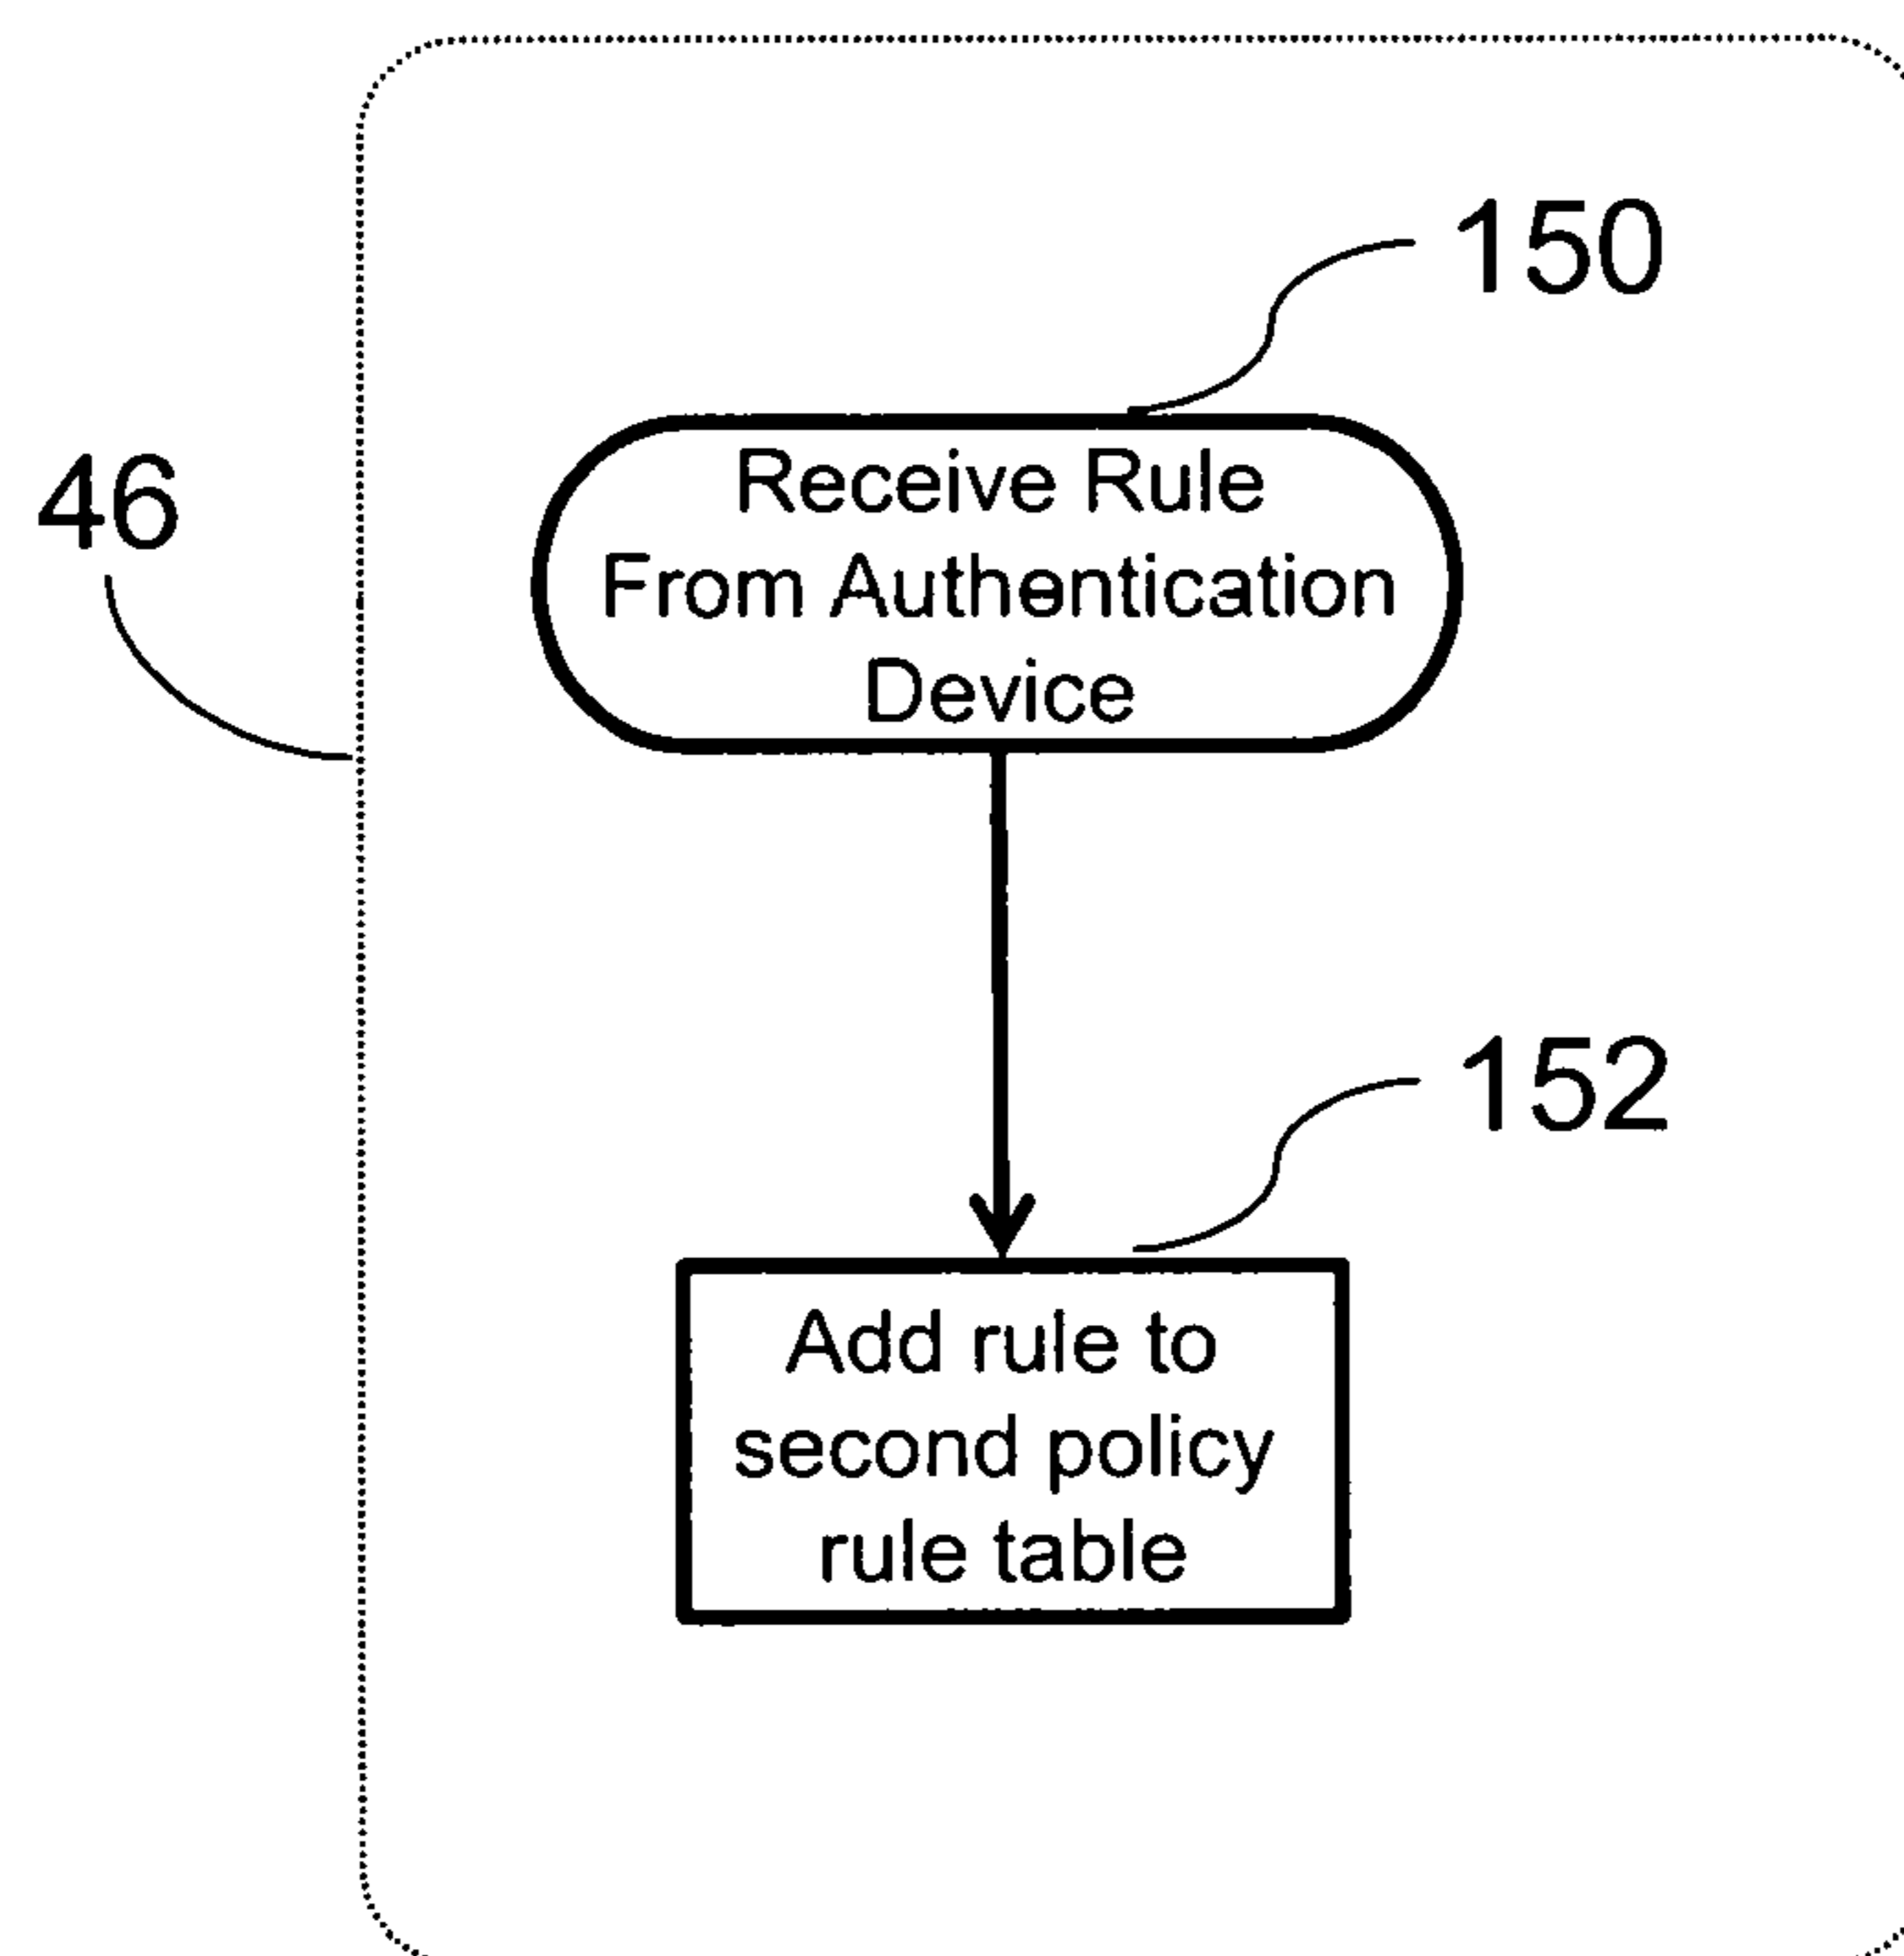 150
46
Receive Rule
From Authentication
Device
152
Add rule to
second policy
rule table